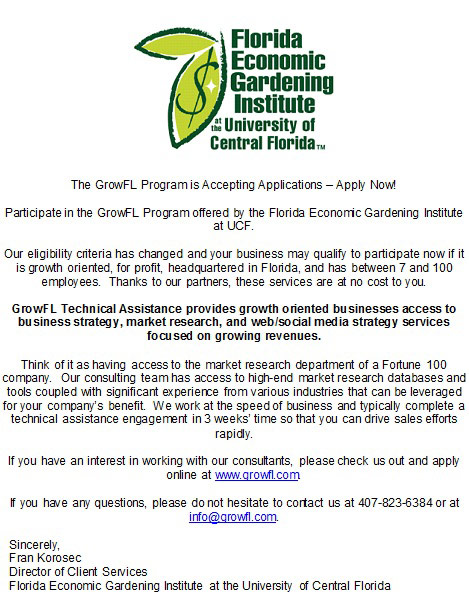 Florida
Economic
Gardening
Institute
at the University of
Central Florida™
The GrowFL Program is Accepting Applications – Apply Now!
Participate in the GrowFL Program offered by the Florida Economic Gardening Institute
at UCF.
Our eligibility criteria has changed and your business may qualify to participate now if it
is growth oriented, for profit, headquartered in Florida, and has between 7 and 100
employees. Thanks to our partners, these services are at no cost to you.
GrowFL Technical Assistance provides growth oriented businesses access to
business strategy, market research, and web/social media strategy services
focused on growing revenues.
Think of it as having access to the market research department of a Fortune 100
company. Our consulting team has access to high-end market research databases and
tools coupled with significant experience from various industries that can be leveraged
for your company's benefit. We work at the speed of business and typically complete a
technical assistance engagement in 3 weeks' time so that you can drive sales efforts
rapidly.
If you have an interest in working with our consultants, please check us out and apply
online at www.growfl.com.
If you have any questions, please do not hesitate to contact us at 407-823-6384 or at
info@growfl.com.
Sincerely,
Fran Korosec
Director of Client Services
Florida Economic Gardening Institute at the University of Central Florida